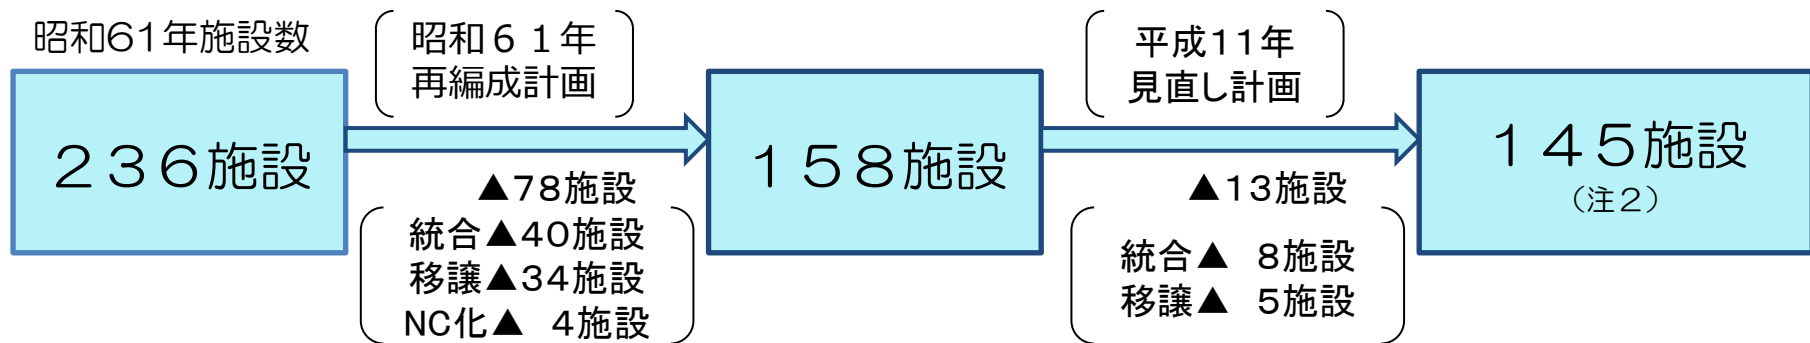 昭和61年施設数
２３６施設
昭和６１年
再編成計画
▲78施設
統合▲40施設
移譲▲34施設
NC化▲　4施設
１５８施設
平成11年
見直し計画
▲13施設
統合▲　8施設
移譲▲　5施設
１４５施設
（注２）